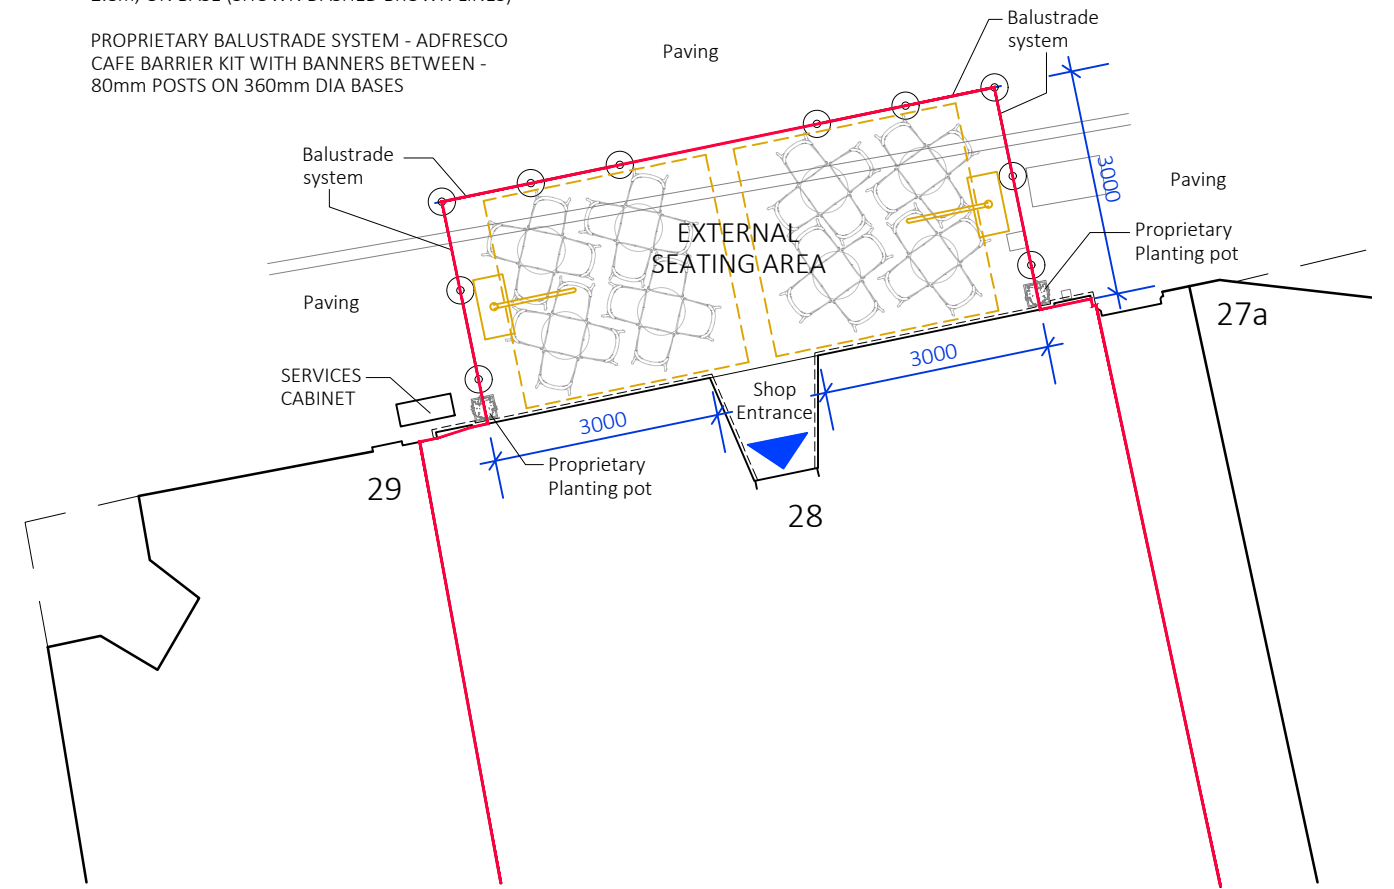 PROPRIETARY BALUSTRADE SYSTEM - ADFRESCO
CAFE BARRIER KIT WITH BANNERS BETWEEN -
80mm POSTS ON 360mm DIA BASES
Paving
Balustrade
system
Balustrade
system
3000
Paving
EXTERNAL
SEATING AREA
Proprietary
Planting pot
Paving
27a
3000
SERVICES
CABINET
Shop
Entrance
3000
Proprietary
Planting pot
29
28